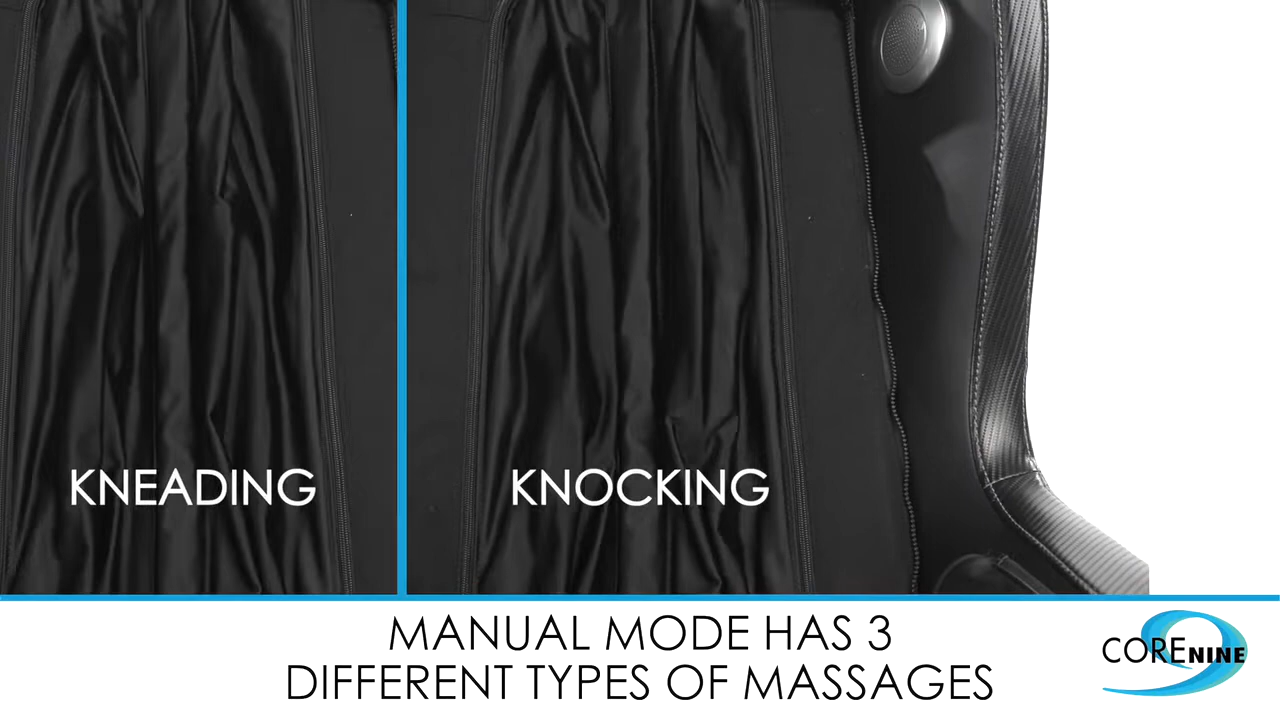 KNEADING
KNOCKING
MANUAL MODE HAS 3
DIFFERENT TYPES OF MASSAGES
CORENINE